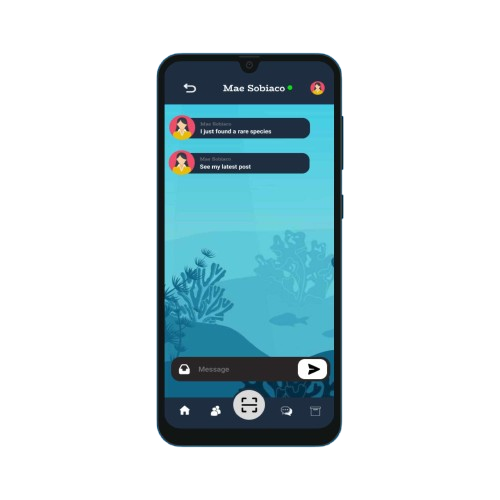 Mae Sobiaco
Mae Sobiaco
I just found a rare species
Mae Sobiaco
See my latest post
Message